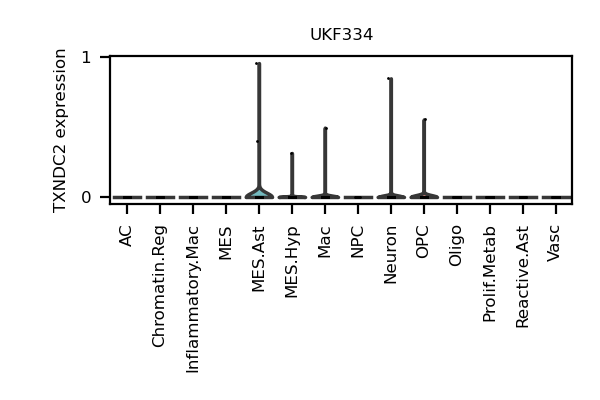 UKF334
TXNDC2 expression
1
0
AC
Chromatin.Reg
Inflammatory.Mac
MES
MES.Ast
MES.Hyp
Mac
NPC
Neuron
OPC
Oligo
Prolif.Metab
Reactive.Ast
Vasc